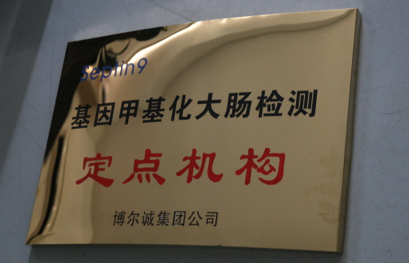 Septin9
基因甲基化大肠检测
定点机构
博尔诚集团公司